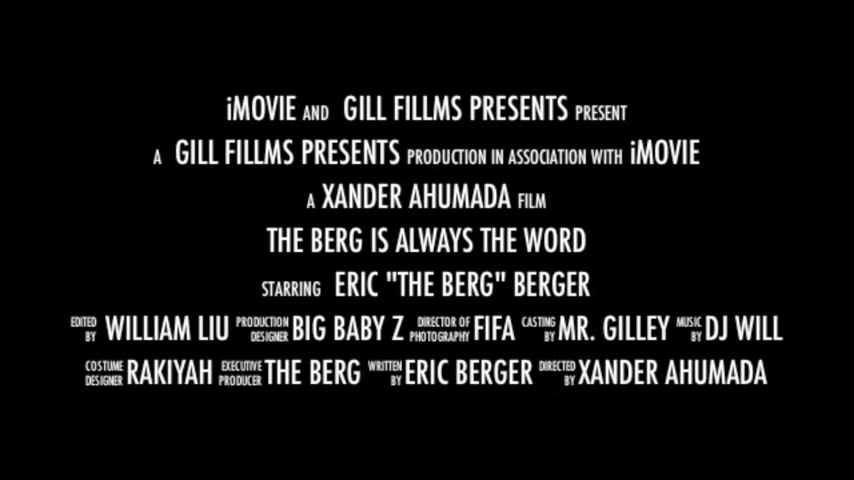 iMOVIE AND GILL FILLMS PRESENTS PRESENT
A GILL FILLMS PRESENTS PRODUCTION IN ASSOCIATION WITH iMOVIE
A XANDER AHUMADA FILM
THE BERG IS ALWAYS THE WORD
STARRING ERIC "THE BERG" BERGER
EDITED BY WILLIAM LIU PRODUCTION DESIGNER BIG BABY Z DIRECTOR OF PHOTOGRAPHY FIFA CASTING BY MR. GILLEY MUSIC BY DJ WILL
COSTUME DESIGNER RAKIYAH EXECUTIVE PRODUCER THE BERG WRITTEN BY ERIC BERGER DIRECTED BY XANDER AHUMADA